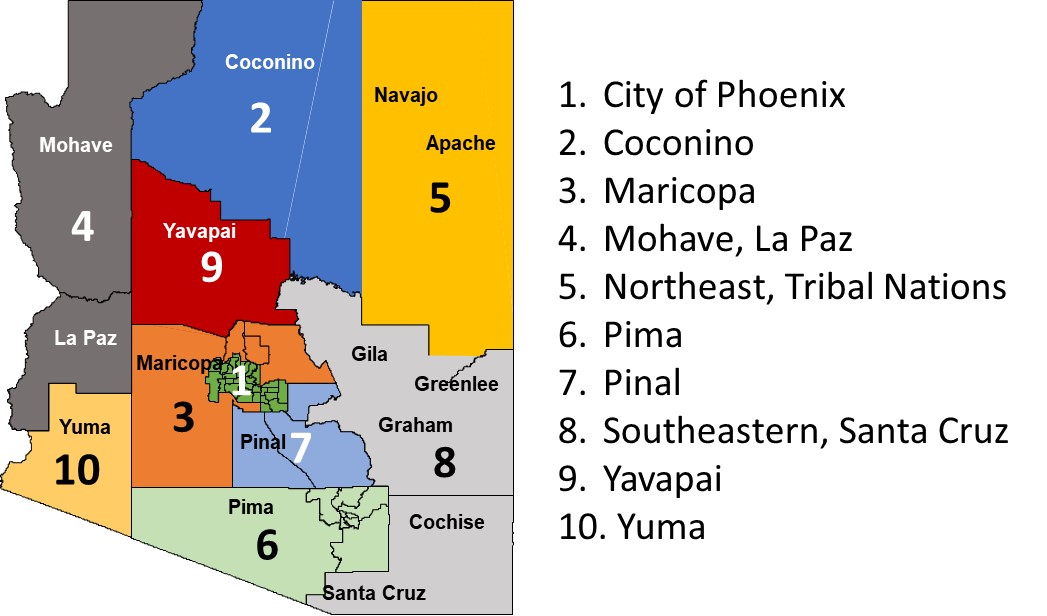 Coconino
2
Navajo
Apache
5
Mohave
4
Yavapai
9
La Paz
Maricopa
1
3
Gila
Greenlee
Graham
8
Yuma
10
Pinal
7
Pima
6
Cochise
Santa Cruz
1. City of Phoenix
2. Coconino
3. Maricopa
4. Mohave, La Paz
5. Northeast, Tribal Nations
6. Pima
7. Pinal
8. Southeastern, Santa Cruz
9. Yavapai
10. Yuma